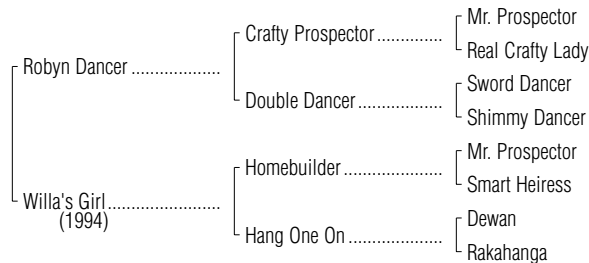 Mr. Prospector
Crafty Prospector..............
Real Crafty Lady
Robyn Dancer ...................
Sword Dancer
Double Dancer..................
Shimmy Dancer
Mr. Prospector
Homebuilder.....................
Smart Heiress
Willa's Girl........................
(1994)
Dewan
Hang One On ....................
Rakahanga